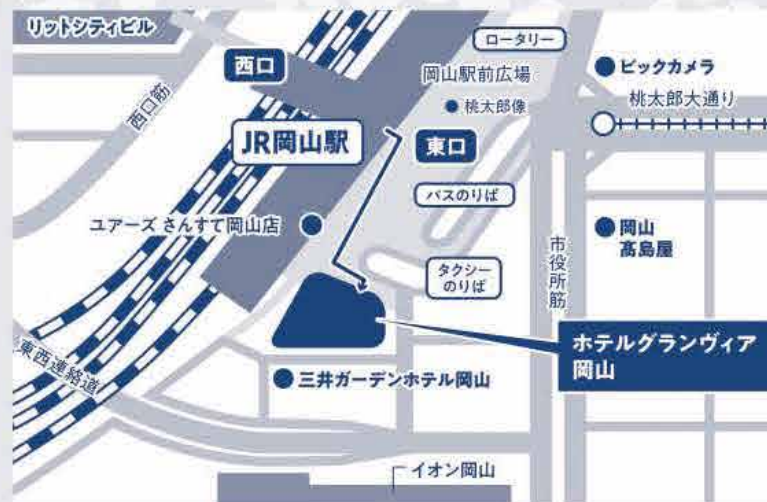 リットシティビル
ロータリー
西口
岡山駅前広場
ビックカメラ
桃太郎像
桃太郎大通り
西口筋
JR岡山駅
東口
バスのりば
ユアーズ さんすて岡山店
岡山
髙島屋
市役所筋
タクシー
のりば
ホテルグランヴィア
岡山
東西連絡道
三井ガーデンホテル岡山
イオン岡山